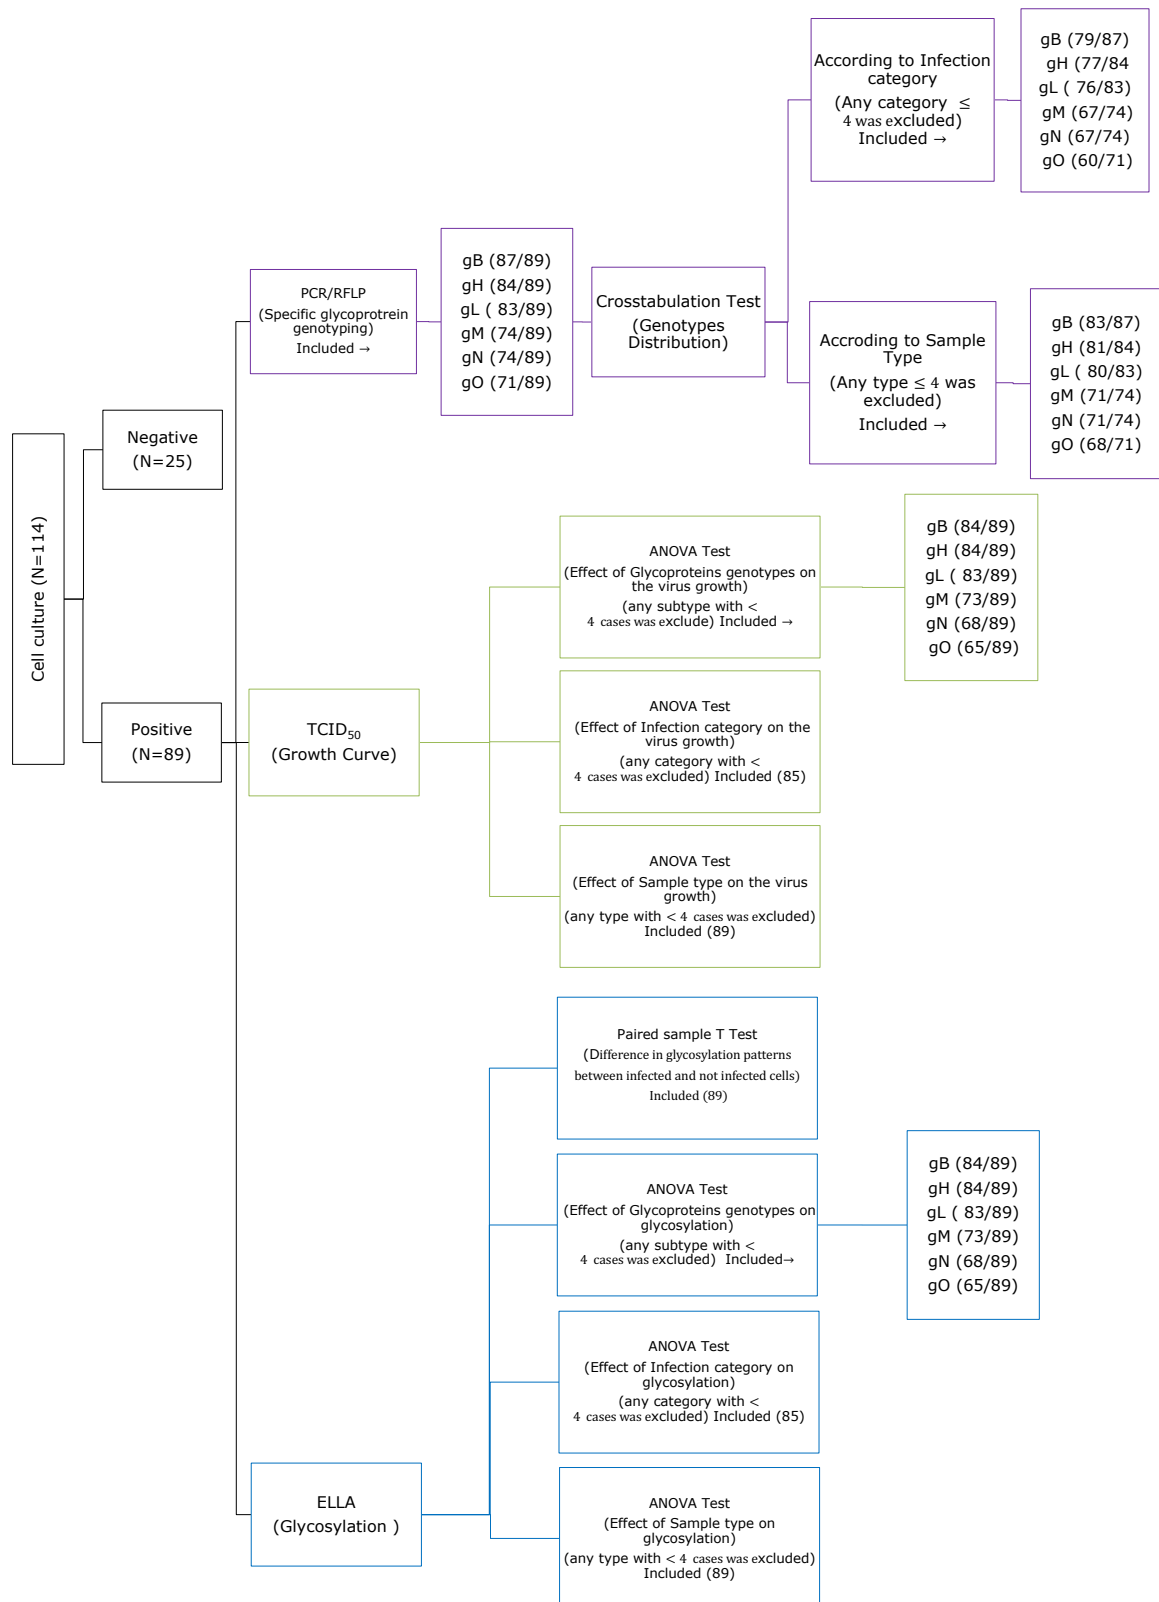 Cell culture (N=114)
Negative
(N=25)
Positive
(N=89)
PCR/RFLP
(Specific glycoprotrein
genotyping)
Included →
gB (87/89)
gH (84/89)
gL ( 83/89)
gM (74/89)
gN (74/89)
gO (71/89)
Crosstabulation Test
(Genotypes
Distribution)
According to Infection
category
(Any category ≤
4 was excluded)
Included →
gB (79/87)
gH (77/84
gL ( 76/83)
gM (67/74)
gN (67/74)
gO (60/71)
Accroding to Sample
Type
(Any type ≤ 4 was
excluded)
Included →
gB (83/87)
gH (81/84)
gL ( 80/83)
gM (71/74)
gN (71/74)
gO (68/71)
TCID50
(Growth Curve)
ANOVA Test
(Effect of Glycoproteins genotypes on
the virus growth)
(any subtype with <
4 cases was exclude) Included →
gB (84/89)
gH (84/89)
gL ( 83/89)
gM (73/89)
gN (68/89)
gO (65/89)
ANOVA Test
(Effect of Infection category on the
virus growth)
(any category with <
4 cases was excluded) Included (85)
ANOVA Test
(Effect of Sample type on the virus
growth)
(any type with < 4 cases was excluded)
Included (89)
ELLA
(Glycosylation )
Paired sample T Test
(Difference in glycosylation patterns
between infected and not infected cells)
Included (89)
ANOVA Test
(Effect of Glycoproteins genotypes on
glycosylation)
(any subtype with <
4 cases was excluded) Included→
gB (84/89)
gH (84/89)
gL ( 83/89)
gM (73/89)
gN (68/89)
gO (65/89)
ANOVA Test
(Effect of Infection category on
glycosylation)
(any category with <
4 cases was excluded) Included (85)
ANOVA Test
(Effect of Sample type on
glycosylation)
(any type with < 4 cases was excluded)
Included (89)